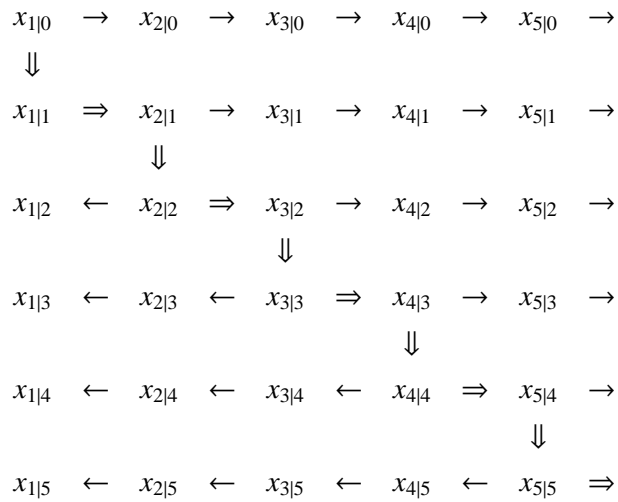 x1|0 → x2|0 → x3|0 → x4|0 → x5|0 →
⇓
x1|1 ⇒ x2|1 → x3|1 → x4|1 → x5|1 →
⇓
x1|2 ← x2|2 ⇒ x3|2 → x4|2 → x5|2 →
⇓
x1|3 ← x2|3 ← x3|3 ⇒ x4|3 → x5|3 →
⇓
x1|4 ← x2|4 ← x3|4 ← x4|4 ⇒ x5|4 →
⇓
x1|5 ← x2|5 ← x3|5 ← x4|5 ← x5|5 ⇒